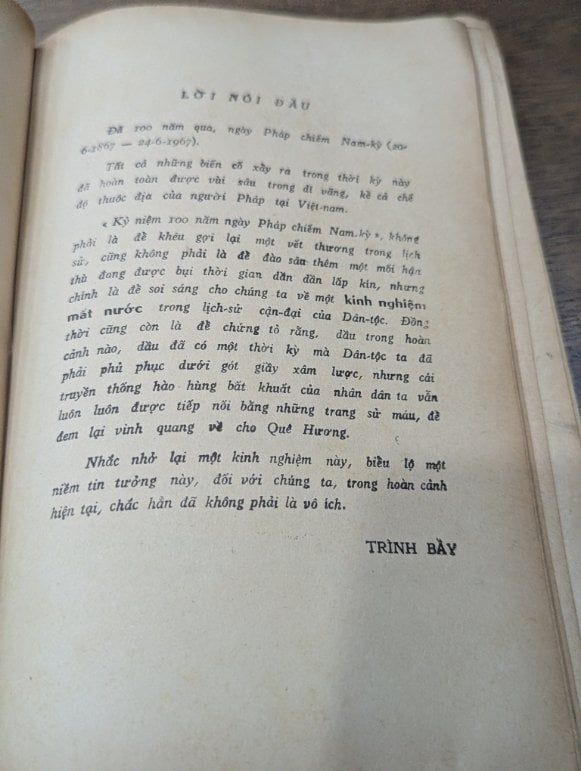 LỜI NÓI ĐẦU
Đã 100 năm qua, ngày Pháp chiếm Nam-kỳ (20-
6-1867 — 24-6-1967).
Tất cả những biến cố xẩy ra trong thời kỳ này
đã hoàn toàn được vùi sâu trong dĩ vãng, kể cả chế
độ thuộc địa của người Pháp tại Việt-nam.
« Kỷ niệm 100 năm ngày Pháp chiếm Nam-kỳ », không
phải là để khêu gợi lại một vết thương trong lịch
sử, cũng không phải là để đào sâu thêm một mối hận
thù đang được bụi thời gian dần dần lấp kín, nhưng
chính là để soi sáng cho chúng ta về một kinh nghiệm
mất nước trong lịch-sử cận-đại của Dân-tộc. Đồng
thời cũng còn là để chứng tỏ rằng, dầu trong hoàn
cảnh nào, dầu đã có một thời kỳ mà Dân-tộc ta đã
phải phủ phục dưới gót giầy xâm lược, nhưng cái
truyền thống hào hùng bất khuất của nhân dân ta vẫn
luôn luôn được tiếp nối bằng những trang sử máu, để
đem lại vinh quang về cho Quê Hương.
Nhắc nhở lại một kinh nghiệm này, biểu lộ một
niềm tin tưởng này, đối với chúng ta, trong hoàn cảnh
hiện tại, chắc hẳn đã không phải là vô ích.
TRÌNH BẦY